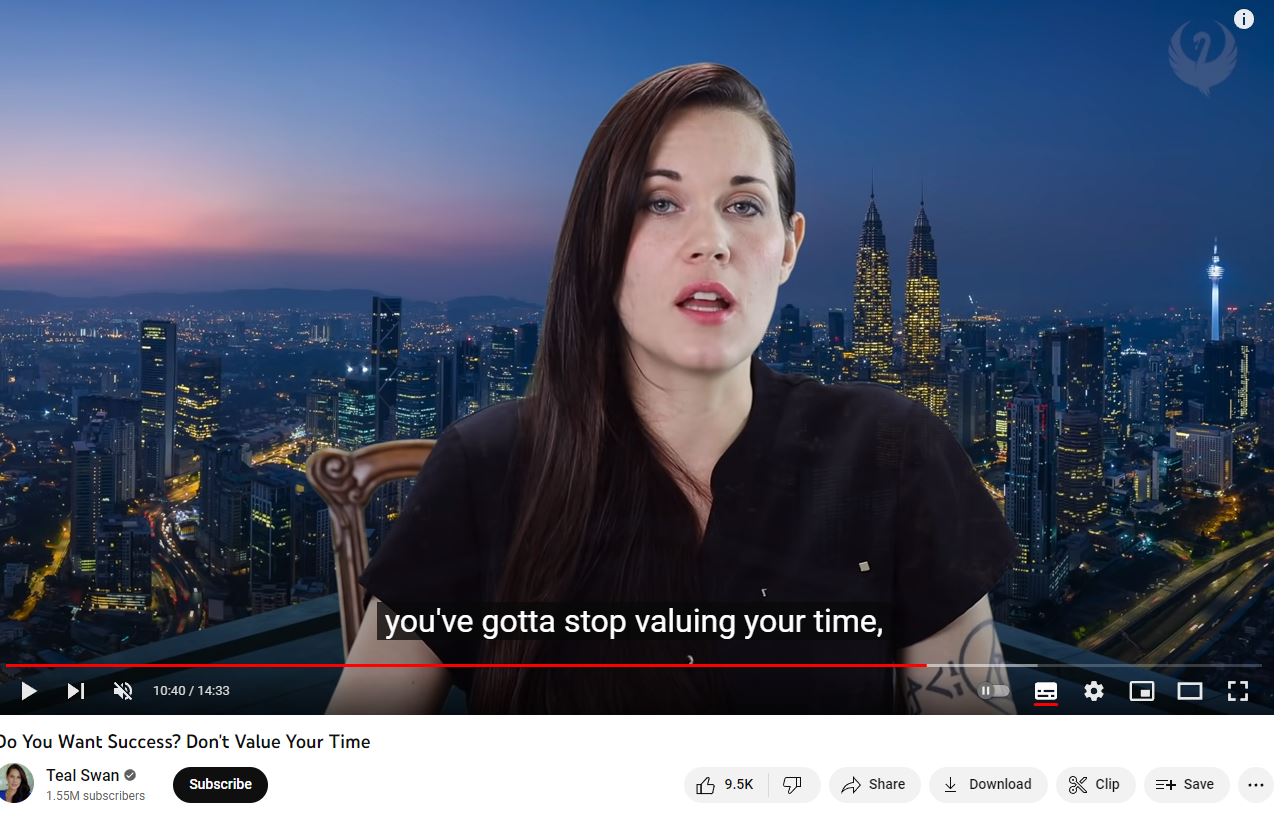 you've gotta stop valuing your time,
10:40 / 14:33
Do You Want Success? Don't Value Your Time
Teal Swan
1.55M subscribers
Subscribe
9.5K
Share
Download
Clip
Save